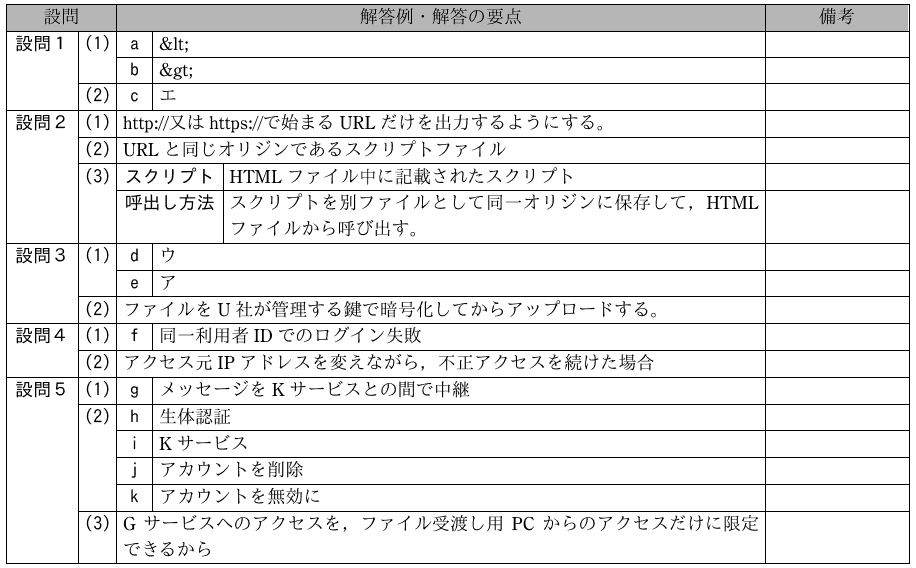 設問 解答例・解答の要点 備考
設問1 (1) a &lt;
b &gt;
(2) c エ
設問2 (1) http://又は https://で始まる URL だけを出力するようにする。
(2) URL と同じオリジンであるスクリプトファイル
(3) スクリプト HTML ファイル中に記載されたスクリプト
呼出し方法 スクリプトを別ファイルとして同一オリジンに保存して，HTML
ファイルから呼び出す。
設問3 (1) d ウ
e ア
(2) ファイルを U 社が管理する鍵で暗号化してからアップロードする。
設問4 (1) f 同一利用者 ID でのログイン失敗
(2) アクセス元 IP アドレスを変えながら，不正アクセスを続けた場合
設問5 (1) g メッセージを K サービスとの間で中継
(2) h 生体認証
i K サービス
j アカウントを削除
k アカウントを無効に
(3) G サービスへのアクセスを，ファイル受渡し用 PC からのアクセスだけに限定
できるから